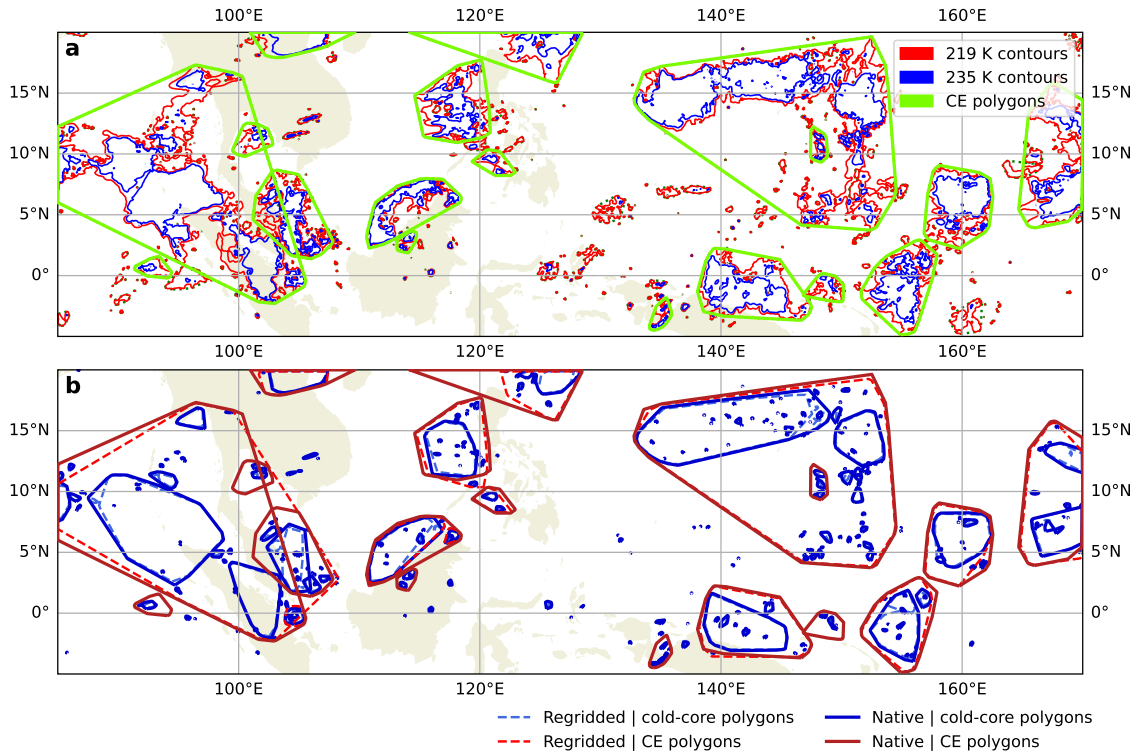 100°E 120°E 140°E 160°E
a
219 K contours
235 K contours
CE polygons
15°N 15°N
10°N 10°N
5°N 5°N
0° 0°
100°E 120°E 140°E 160°E
b
15°N 15°N
10°N 10°N
5°N 5°N
0° 0°
100°E 120°E 140°E 160°E
Regridded | cold-core polygons Native | cold-core polygons
Regridded | CE polygons Native | CE polygons